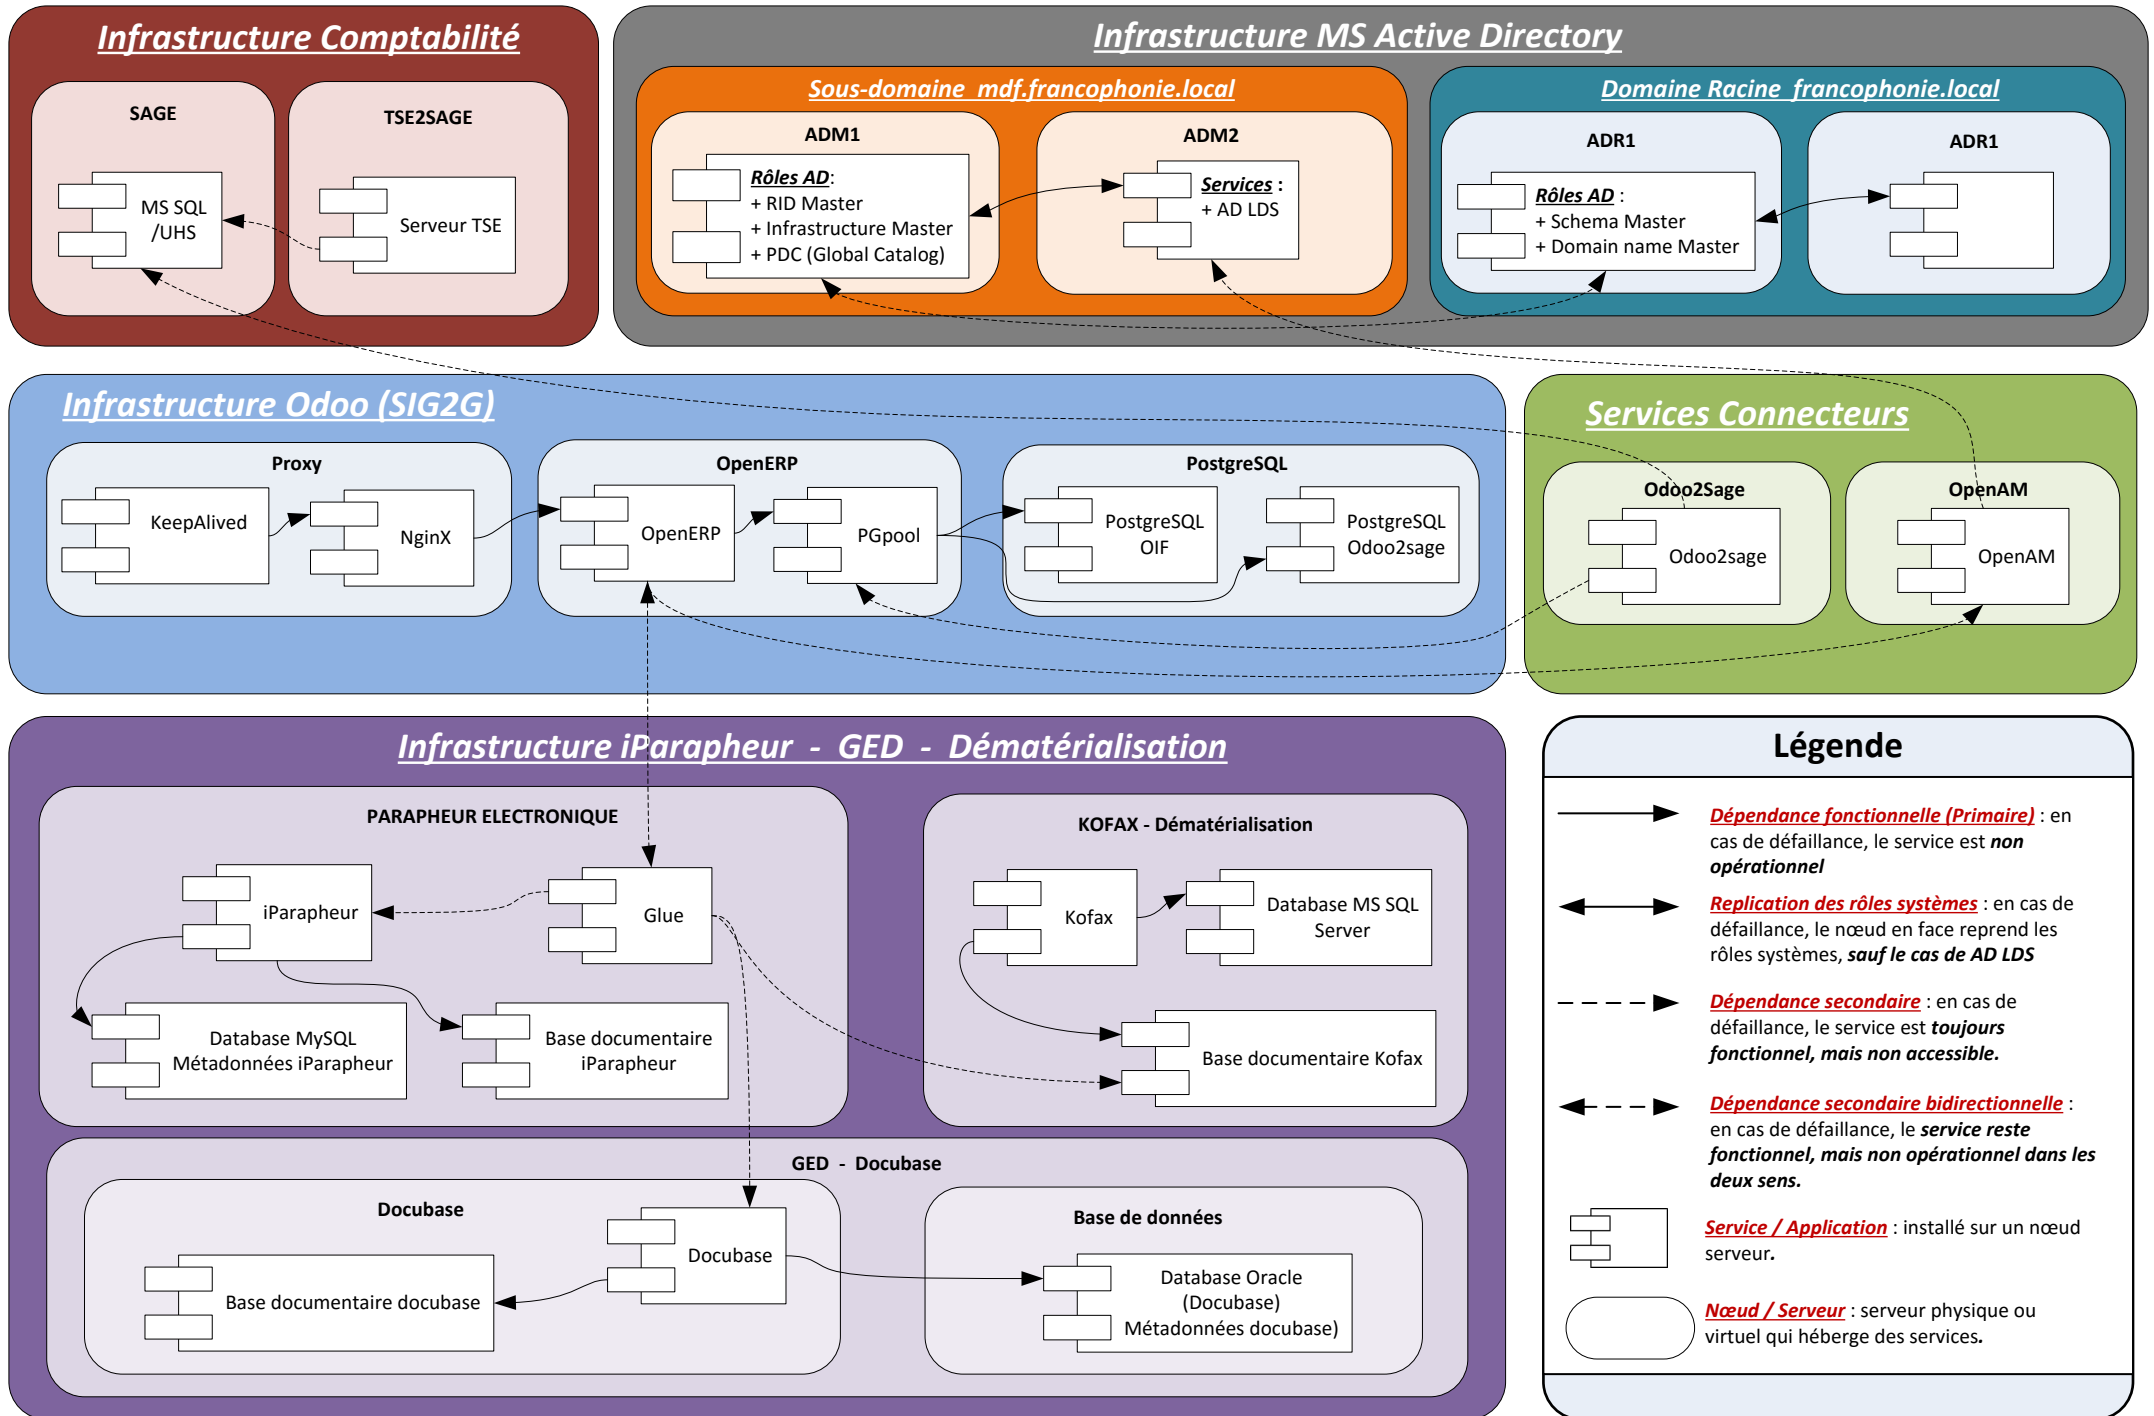 Infrastructure Comptabilité
SAGE
MS SQL
/UHS
TSE2SAGE
Serveur TSE
Infrastructure MS Active Directory
Sous-domaine  mdf.francophonie.local
ADM1
Rôles AD:
+ RID Master
+ Infrastructure Master
+ PDC (Global Catalog)
ADM2
Services :
+ AD LDS
Domaine Racine  francophonie.local
ADR1
Rôles AD :
+ Schema Master
+ Domain name Master
ADR1
Infrastructure Odoo (SIG2G)
Proxy
KeepAlived
NginX
OpenERP
OpenERP
PGpool
PostgreSQL
PostgreSQL
OIF
PostgreSQL
Odoo2sage
Services Connecteurs
Odoo2Sage
Odoo2sage
OpenAM
OpenAM
Infrastructure iParapheur  -  GED  -  Dématérialisation
PARAPHEUR ELECTRONIQUE
iParapheur
Glue
Database MySQL
Métadonnées iParapheur
Base documentaire
iParapheur
KOFAX - Dématérialisation
Kofax
Database MS SQL
Server
Base documentaire Kofax
GED  -  Docubase
Docubase
Docubase
Base documentaire docubase
Base de données
Database Oracle
(Docubase)
Métadonnées docubase)
Légende
Dépendance fonctionnelle (Primaire) : en
cas de défaillance, le service est non
opérationnel
Replication des rôles systèmes : en cas de
défaillance, le nœud en face reprend les
rôles systèmes, sauf le cas de AD LDS
Dépendance secondaire : en cas de
défaillance, le service est toujours
fonctionnel, mais non accessible.
Dépendance secondaire bidirectionnelle :
en cas de défaillance, le service reste
fonctionnel, mais non opérationnel dans les
deux sens.
Service / Application : installé sur un nœud
serveur.
Nœud / Serveur : serveur physique ou
virtuel qui héberge des services.